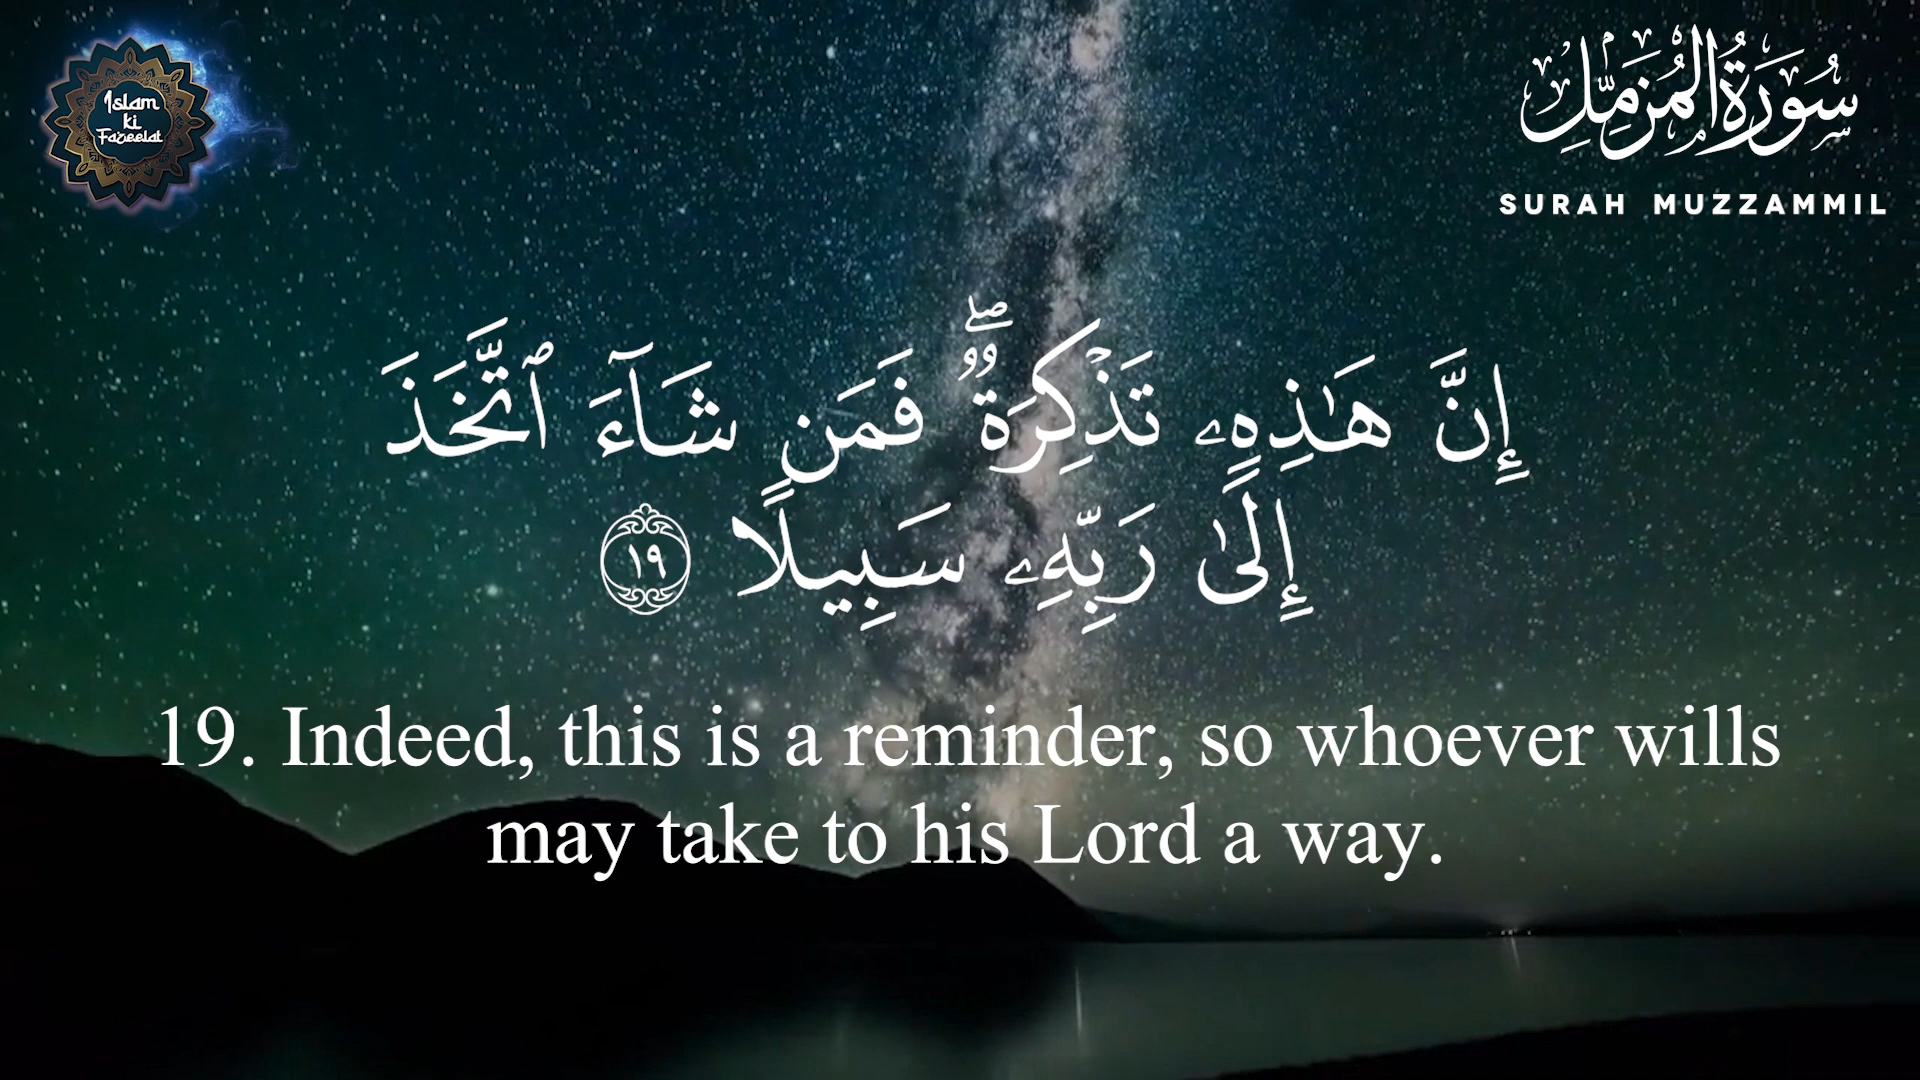 Islam
ki
Fazeelat
سُورَةُ المُزَمِّل
SURAH MUZZAMMIL
إِنَّ هَـٰذِهِۦ تَذْكِرَةٌۖ فَمَن شَآءَ ٱتَّخَذَ
إِلَىٰ رَبِّهِۦ سَبِيلًا ١٩
19. Indeed, this is a reminder, so whoever wills
may take to his Lord a way.